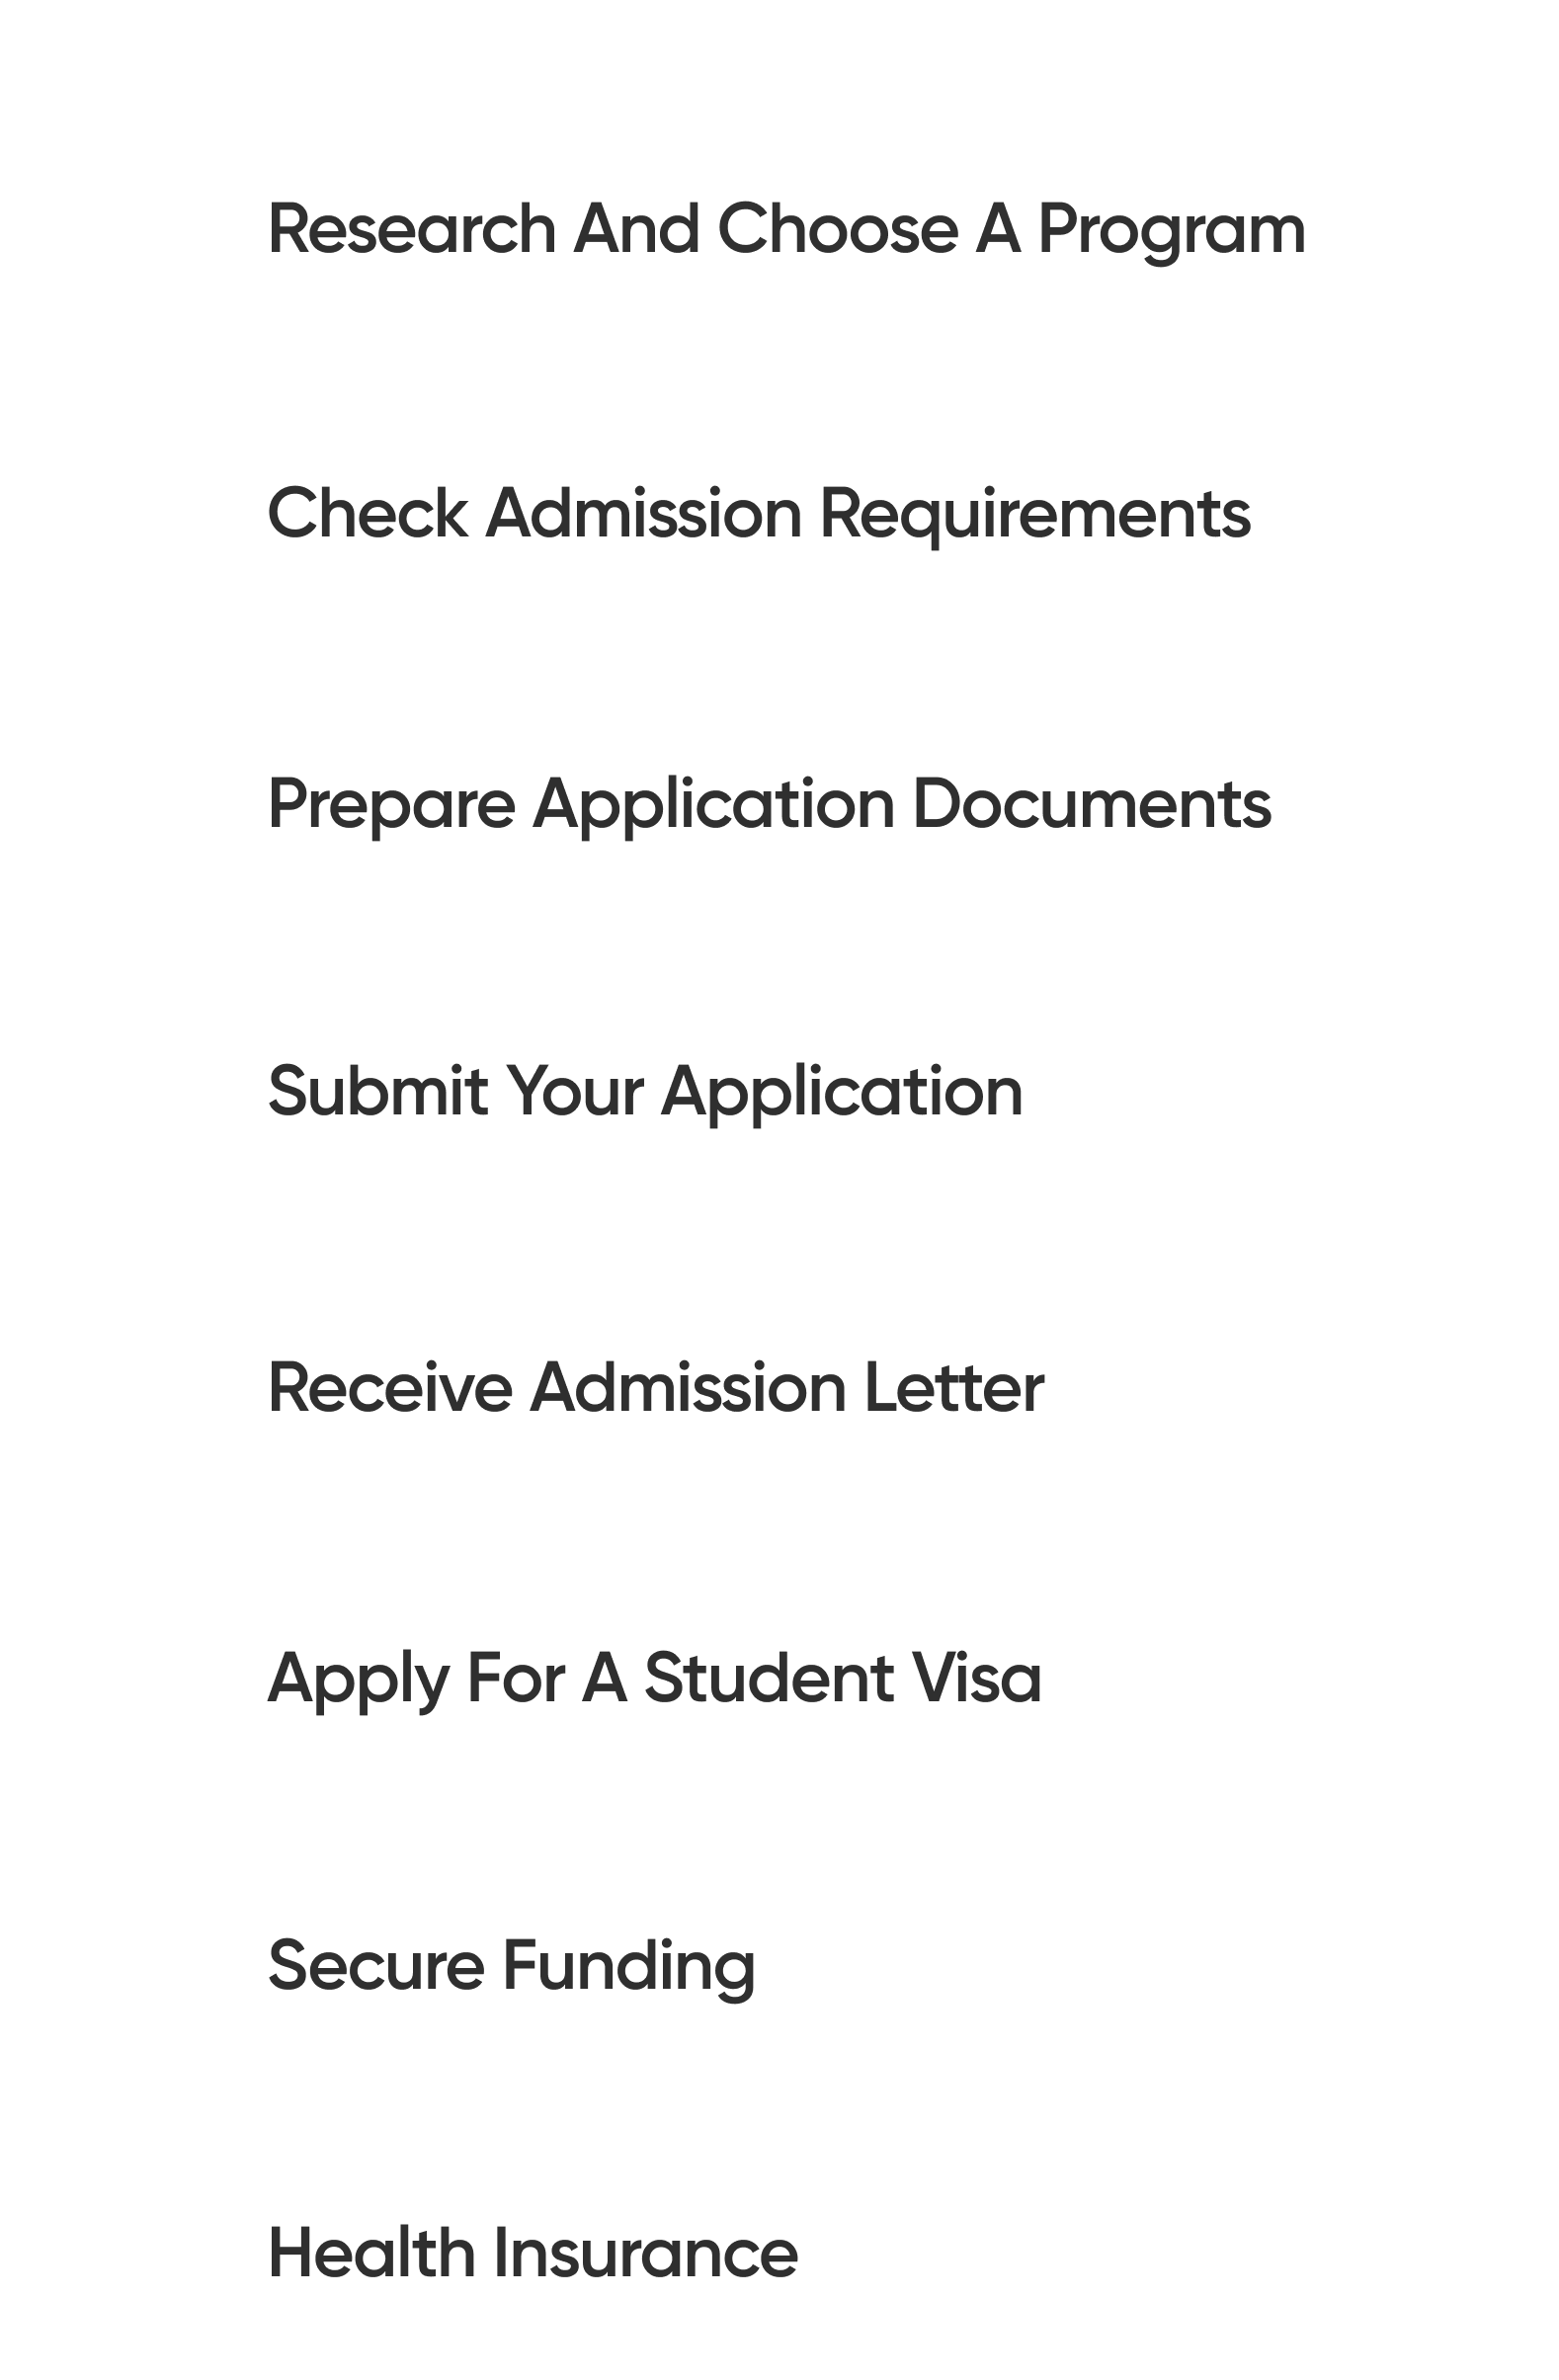 Research And Choose A Program
Check Admission Requirements
Prepare Application Documents
Submit Your Application
Receive Admission Letter
Apply For A Student Visa
Secure Funding
Health Insurance